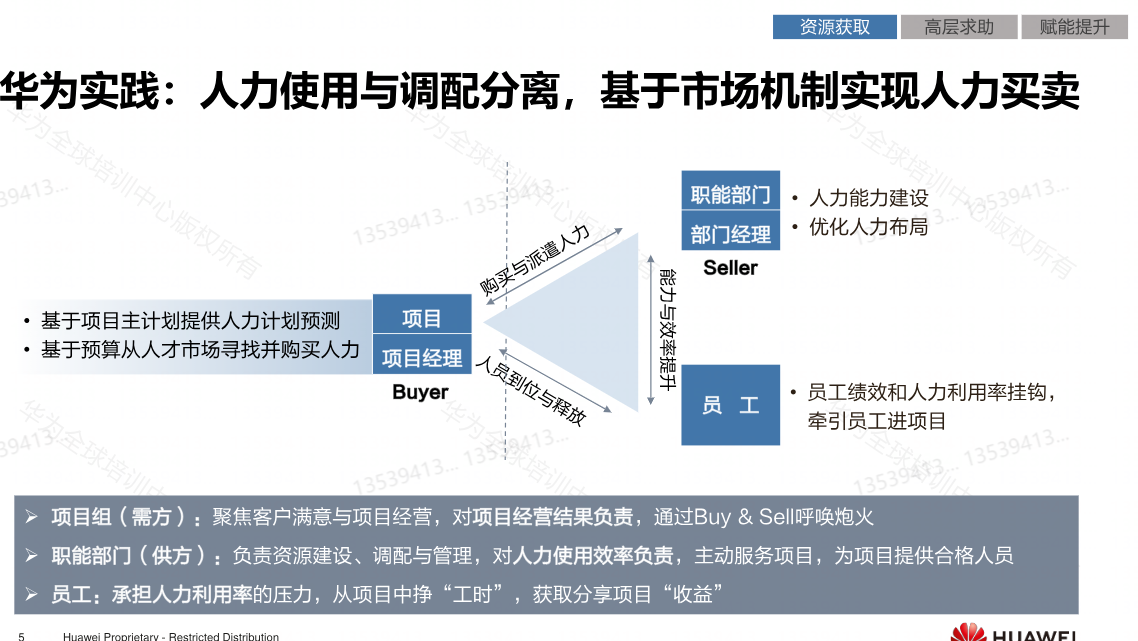 资源获取
高层求助
赋能提升
华为实践：人力使用与调配分离，基于市场机制实现人力买卖
职能部门
部门经理
Seller
• 人力能力建设
• 优化人力布局
购买与派遣人力
能力与效率提升
• 基于项目主计划提供人力计划预测
• 基于预算从人才市场寻找并购买人力
项目
项目经理
Buyer
人员到位与释放
员 工
• 员工绩效和人力利用率挂钩，
牵引员工进项目
➢ 项目组（需方）：聚焦客户满意与项目经营，对项目经营结果负责，通过Buy & Sell呼唤炮火
➢ 职能部门（供方）：负责资源建设、调配与管理，对人力使用效率负责，主动服务项目，为项目提供合格人员
➢ 员工：承担人力利用率的压力，从项目中挣“工时”，获取分享项目“收益”
5
Huawei Proprietary - Restricted Distribution
HUAWEI
华为全球培训中心版权所有
13539413...